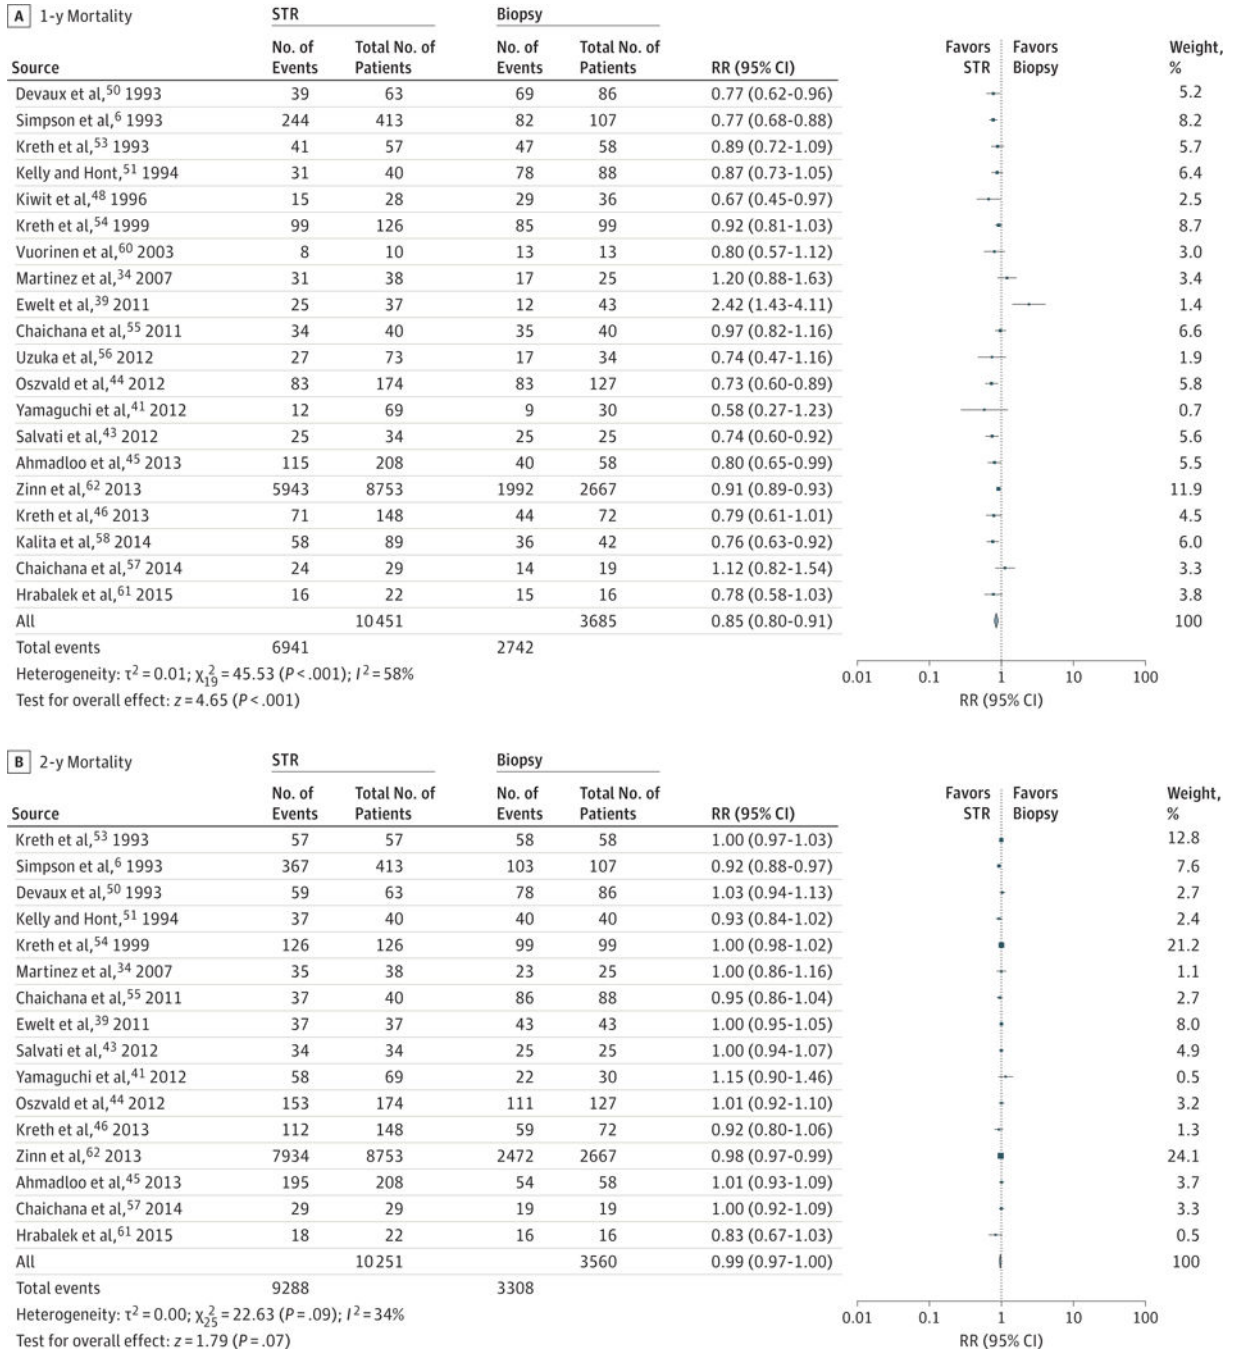 A 1-y Mortality STR Biopsy
No. of Events Total No. of Patients No. of Events Total No. of Patients Favors STR Favors Biopsy Weight, %
Source RR (95% CI)
Devaux et al,50 1993 39 63 69 86 0.77 (0.62-0.96) 5.2
Simpson et al,6 1993 244 413 82 107 0.77 (0.68-0.88) 8.2
Kreth et al,53 1993 41 57 47 58 0.89 (0.72-1.09) 5.7
Kelly and Hont,51 1994 31 40 78 88 0.87 (0.73-1.05) 6.4
Kiwit et al,48 1996 15 28 29 36 0.67 (0.45-0.97) 2.5
Kreth et al,54 1999 99 126 85 99 0.92 (0.81-1.03) 8.7
Vuorinen et al,60 2003 8 10 13 13 0.80 (0.57-1.12) 3.0
Martinez et al,34 2007 31 38 17 25 1.20 (0.88-1.63) 3.4
Ewelt et al,39 2011 25 37 12 43 2.42 (1.43-4.11) 1.4
Chaichana et al,55 2011 34 40 35 40 0.97 (0.82-1.16) 6.6
Uzuka et al,56 2012 27 73 17 34 0.74 (0.47-1.16) 1.9
Oszvald et al,44 2012 83 174 83 127 0.73 (0.60-0.89) 5.8
Yamaguchi et al,41 2012 12 69 9 30 0.58 (0.27-1.23) 0.7
Salvati et al,43 2012 25 34 25 25 0.74 (0.60-0.92) 5.6
Ahmadloo et al,45 2013 115 208 40 58 0.80 (0.65-0.99) 5.5
Zinn et al,62 2013 5943 8753 1992 2667 0.91 (0.89-0.93) 11.9
Kreth et al,46 2013 71 148 44 72 0.79 (0.61-1.01) 4.5
Kalita et al,58 2014 58 89 36 42 0.76 (0.63-0.92) 6.0
Chaichana et al,57 2014 24 29 14 19 1.12 (0.82-1.54) 3.3
Hrabalek et al,61 2015 16 22 15 16 0.78 (0.58-1.03) 3.8
All 10451 3685 0.85 (0.80-0.91) 100
Total events 6941 2742
Heterogeneity: τ2 = 0.01; χ2 19 = 45.53 (P < .001); I2 = 58%
0.01 0.1 1 10 100
Test for overall effect: z = 4.65 (P < .001) RR (95% CI)
B 2-y Mortality STR Biopsy
No. of Events Total No. of Patients No. of Events Total No. of Patients Favors STR Favors Biopsy Weight, %
Source RR (95% CI)
Kreth et al,53 1993 57 57 58 58 1.00 (0.97-1.03) 12.8
Simpson et al,6 1993 367 413 103 107 0.92 (0.88-0.97) 7.6
Devaux et al,50 1993 59 63 78 86 1.03 (0.94-1.13) 2.7
Kelly and Hont,51 1994 37 40 40 40 0.93 (0.84-1.02) 2.4
Kreth et al,54 1999 126 126 99 99 1.00 (0.98-1.02) 21.2
Martinez et al,34 2007 35 38 23 25 1.00 (0.86-1.16) 1.1
Chaichana et al,55 2011 37 40 86 88 0.95 (0.86-1.04) 2.7
Ewelt et al,39 2011 37 37 43 43 1.00 (0.95-1.05) 8.0
Salvati et al,43 2012 34 34 25 25 1.00 (0.94-1.07) 4.9
Yamaguchi et al,41 2012 58 69 22 30 1.15 (0.90-1.46) 0.5
Oszvald et al,44 2012 153 174 111 127 1.01 (0.92-1.10) 3.2
Kreth et al,46 2013 112 148 59 72 0.92 (0.80-1.06) 1.3
Zinn et al,62 2013 7934 8753 2472 2667 0.98 (0.97-0.99) 24.1
Ahmadloo et al,45 2013 195 208 54 58 1.01 (0.93-1.09) 3.7
Chaichana et al,57 2014 29 29 19 19 1.00 (0.92-1.09) 3.3
Hrabalek et al,61 2015 18 22 16 16 0.83 (0.67-1.03) 0.5
All 10251 3560 0.99 (0.97-1.00) 100
Total events 9288 3308
Heterogeneity: τ2 = 0.00; χ2 25 = 22.63 (P = .09); I2 = 34%
0.01 0.1 1 10 100
Test for overall effect: z = 1.79 (P = .07) RR (95% CI)